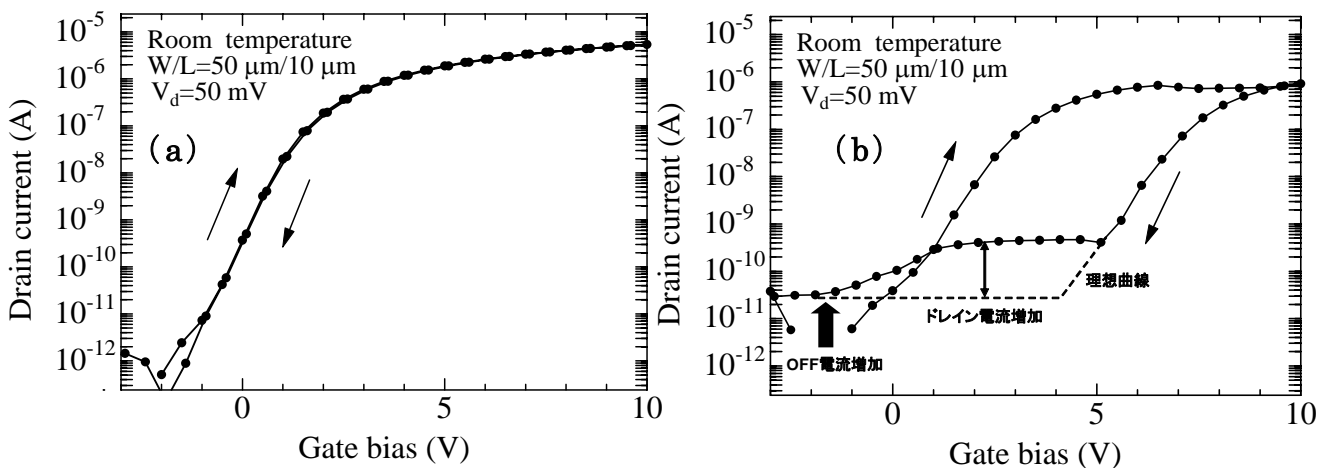 Room temperature
W/L=50 μm/10 μm
V_d=50 mV
(a)
10^-5
10^-6
10^-7
10^-8
10^-9
10^-10
10^-11
10^-12
Drain current (A)
0
5
10
Gate bias (V)
Room temperature
W/L=50 μm/10 μm
V_d=50 mV
(b)
10^-5
10^-6
10^-7
10^-8
10^-9
10^-10
10^-11
10^-12
Drain current (A)
理想曲線
ドレイン電流増加
OFF電流増加
0
5
10
Gate bias (V)